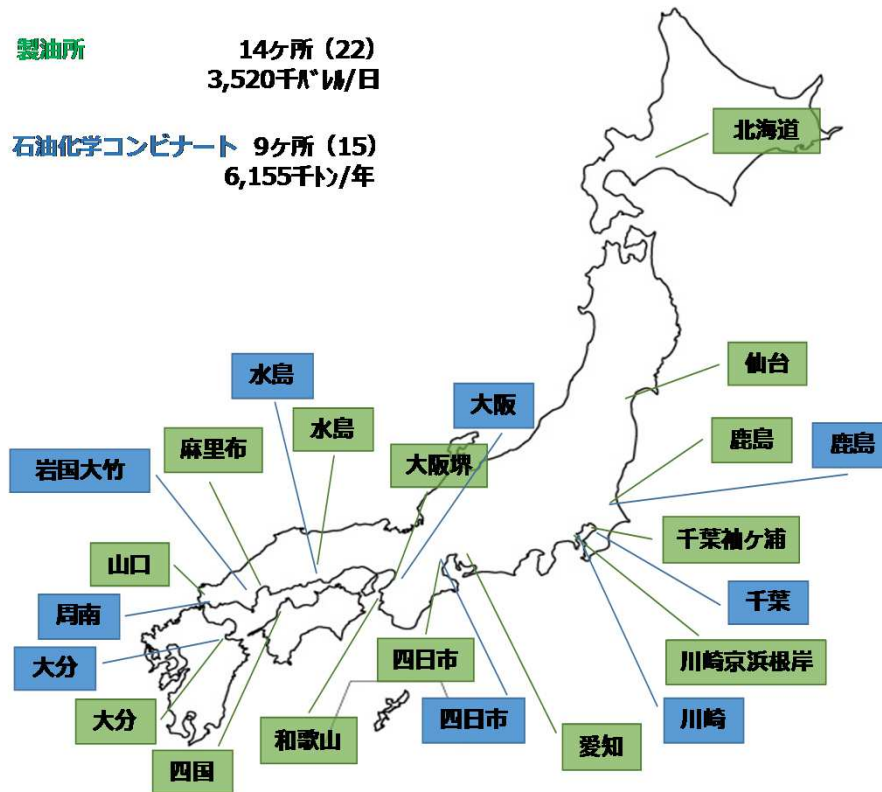 製油所 14ケ所（22）
3,520千ﾊﾞﾚﾙ/日
石油化学コンビナート 9ケ所（15）
6,155千ﾄﾝ/年
北海道
仙台
水島
大阪
水島
鹿島
鹿島
麻里布
大阪堺
岩国大竹
千葉袖ケ浦
山口
千葉
周南
四日市
川崎京浜根岸
大分
大分
和歌山
四日市
川崎
愛知
四国